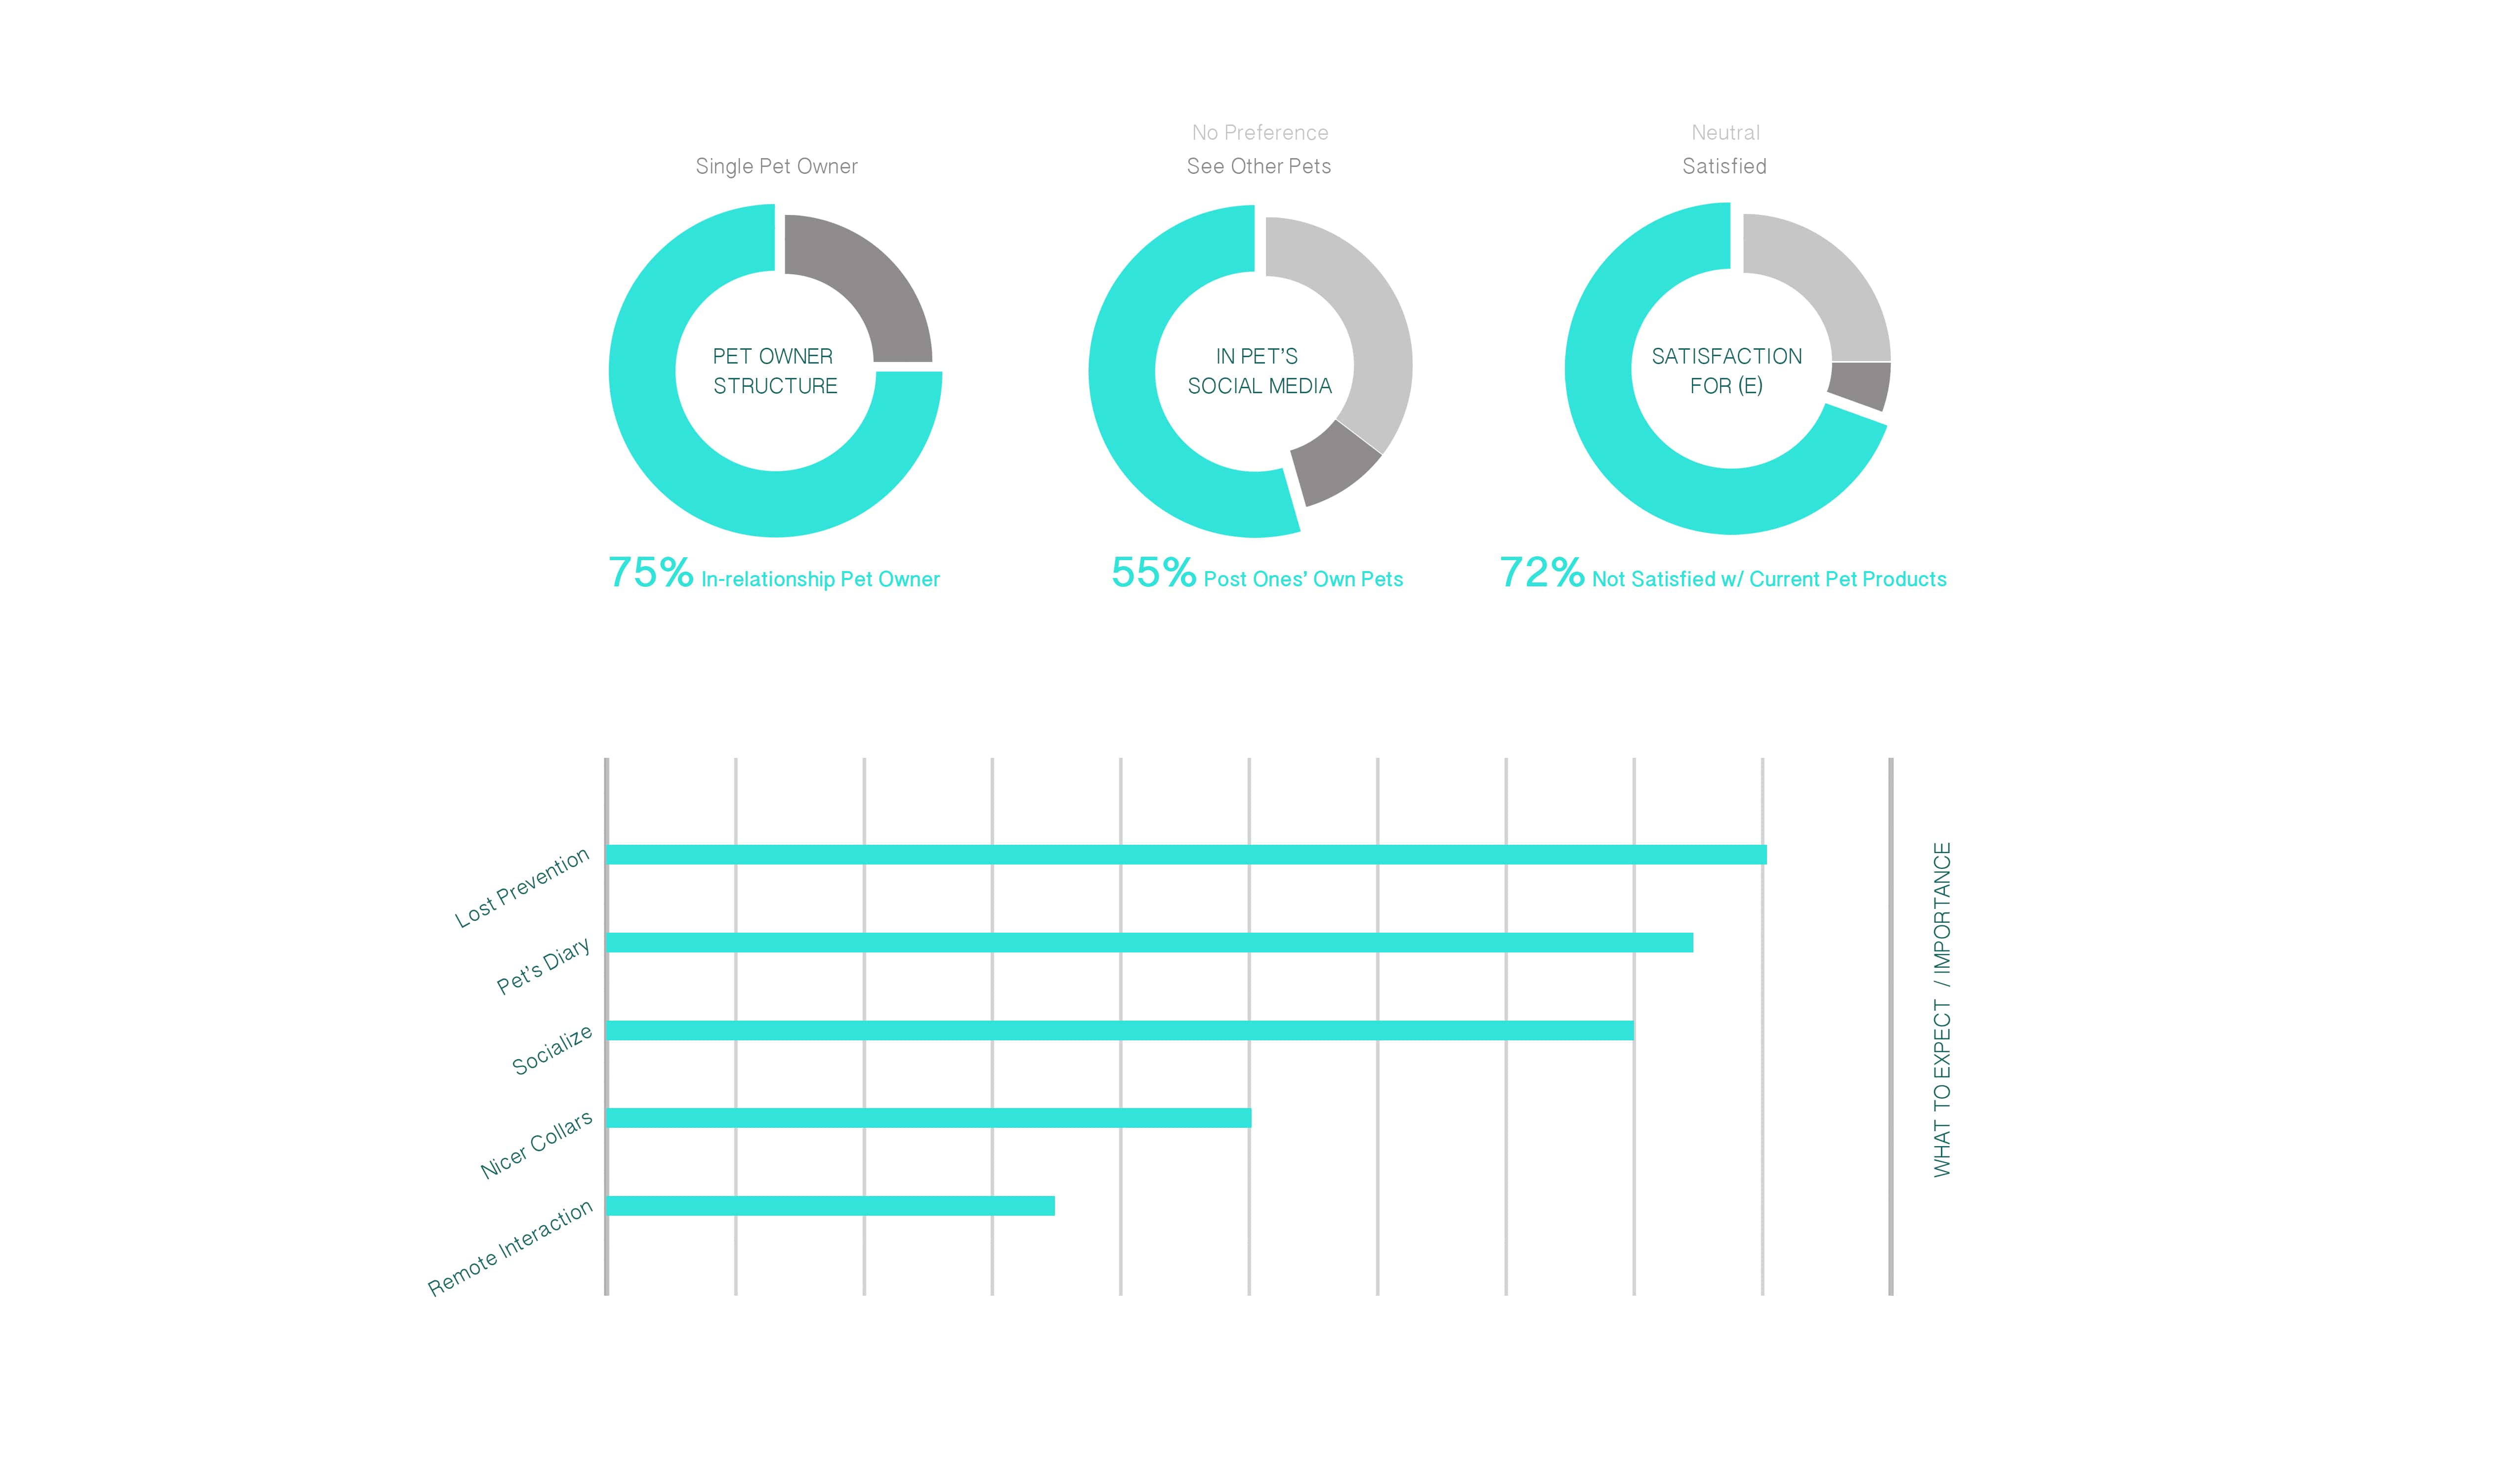 No Preference
Neutral
Single Pet Owner
See Other Pets
Satisfied
PET OWNER
STRUCTURE
IN PET’S
SOCIAL MEDIA
SATISFACTION
FOR (E)
75% In-relationship Pet Owner
55% Post Ones’ Own Pets
72% Not Satisfied w/ Current Pet Products
Lost Prevention
Pet’s Diary
Socialize
Nicer Collars
Remote Interaction
WHAT TO EXPECT / IMPORTANCE